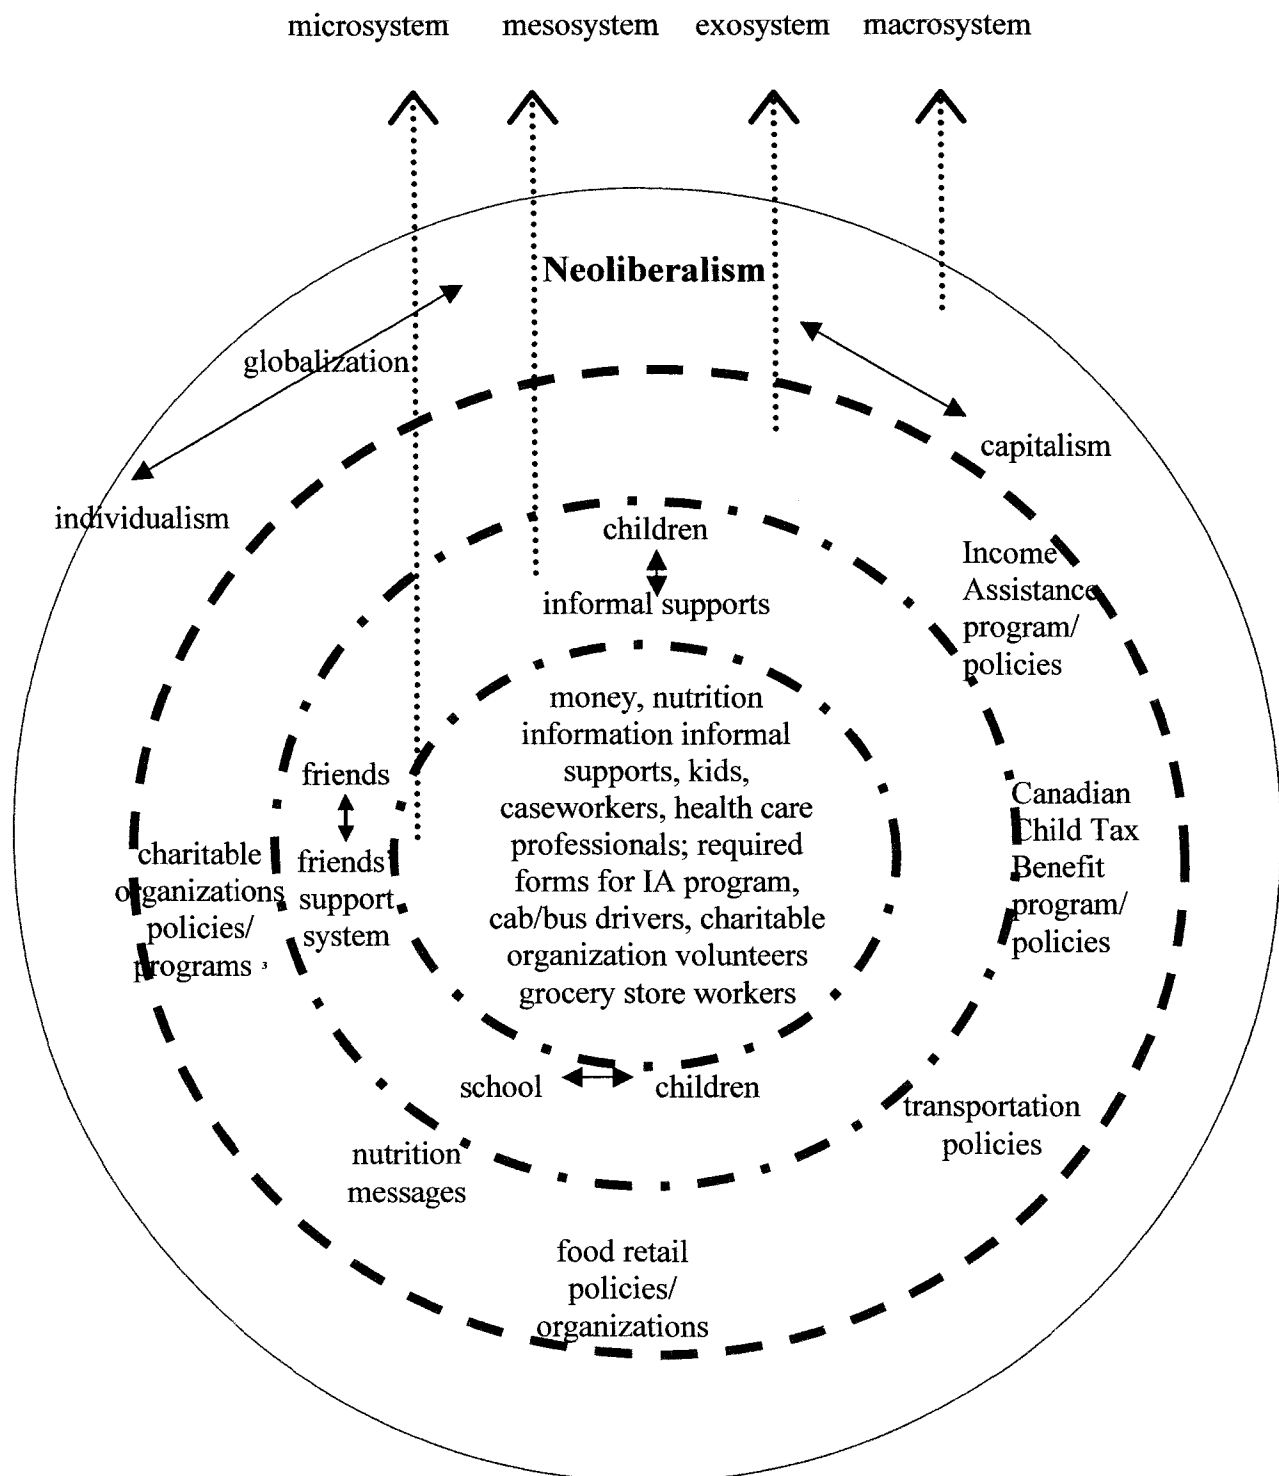 microsystem mesosystem exosystem macrosystem
Neoliberalism
globalization
capitalism
individualism
children
informal supports
Income
Assistance
program/
policies
money, nutrition
information informal
supports, kids,
caseworkers, health care
professionals; required
forms for IA program,
cab/bus drivers, charitable
organization volunteers
grocery store workers
friends
friends'
support
system
charitable
organizations
policies/
programs
Canadian
Child Tax
Benefit
program/
policies
school children
transportation
policies
nutrition
messages
food retail
policies/
organizations